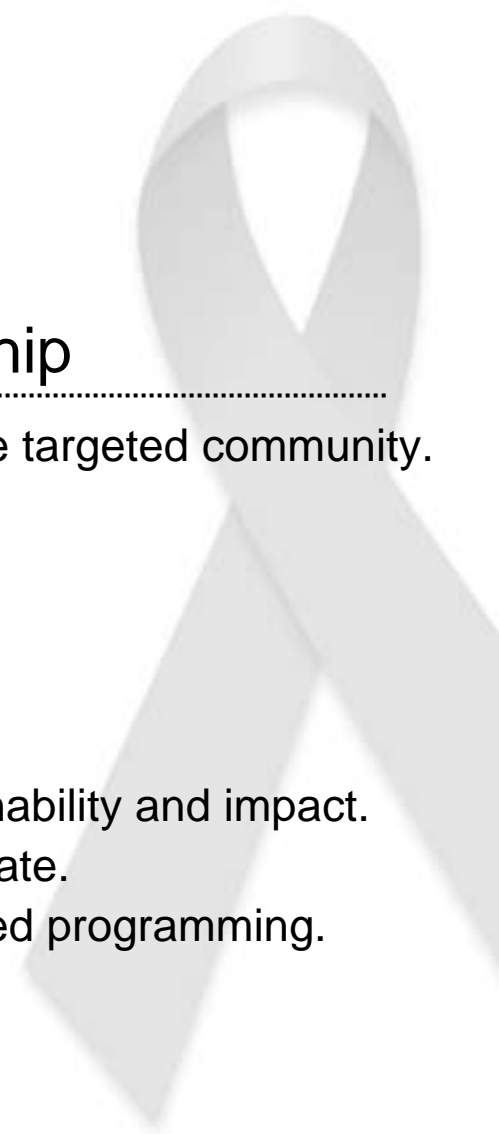 hip
e targeted community.
nability and impact.
ate.
ed programming.